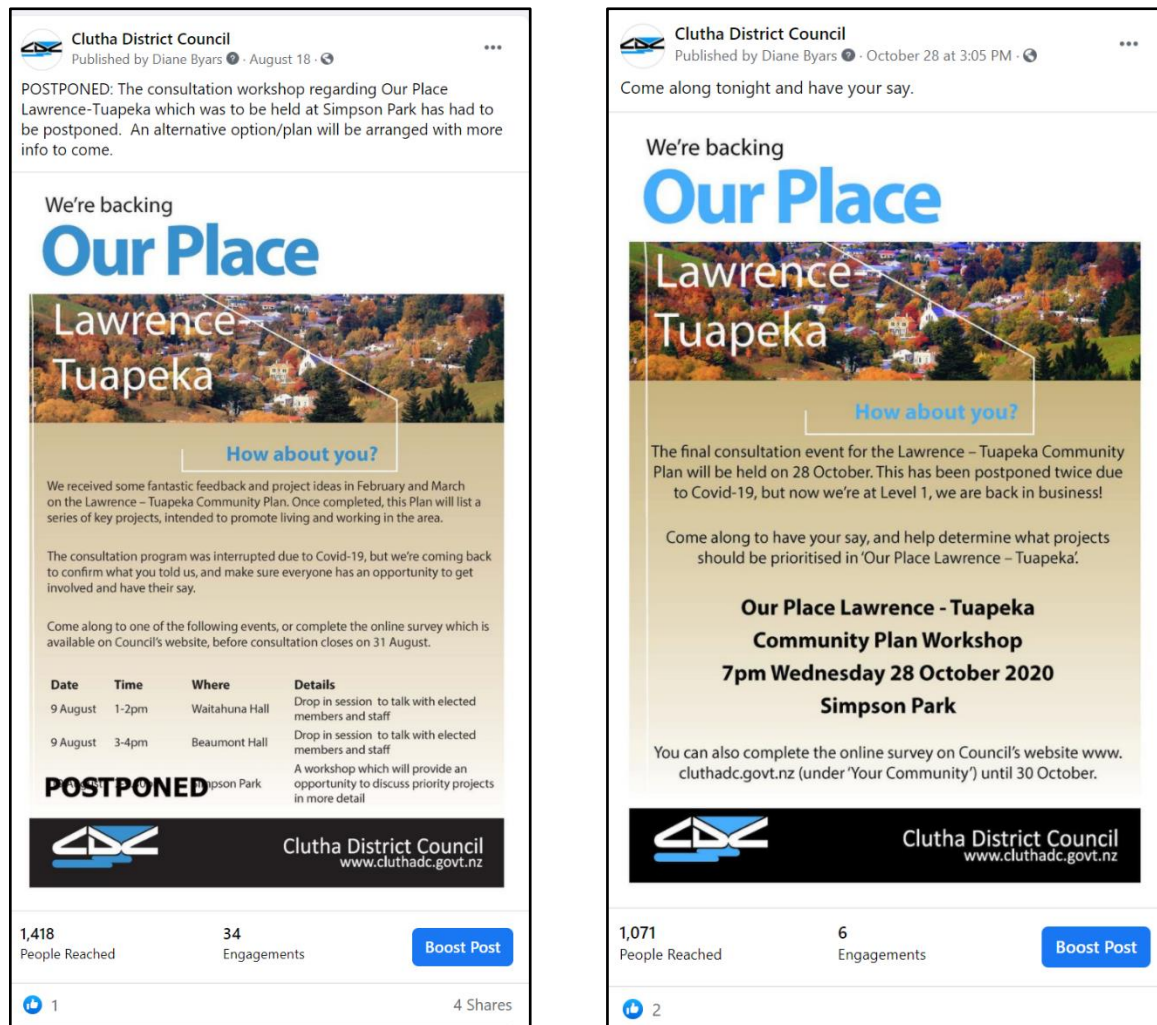 Clutha District Council
Published by Diane Byars · August 18 ·
POSTPONED: The consultation workshop regarding Our Place
Lawrence-Tuapeka which was to be held at Simpson Park has had to
be postponed. An alternative option/plan will be arranged with more
info to come.
We're backing
Our Place
Lawrence-
Tuapeka
How about you?
We received some fantastic feedback and project ideas in February and March
on the Lawrence – Tuapeka Community Plan. Once completed, this Plan will list a
series of key projects, intended to promote living and working in the area.
The consultation program was interrupted due to Covid-19, but we're coming back
to confirm what you told us, and make sure everyone has an opportunity to get
involved and have their say.
Come along to one of the following events, or complete the online survey which is
available on Council's website, before consultation closes on 31 August.
Date Time Where Details
9 August 1-2pm Waitahuna Hall Drop in session to talk with elected
members and staff
9 August 3-4pm Beaumont Hall Drop in session to talk with elected
members and staff
POSTPONED Park A workshop which will provide an
opportunity to discuss priority projects
in more detail
CDC
Clutha District Council
www.cluthadc.govt.nz
1,418
People Reached
34
Engagements
Boost Post
1
4 Shares
Clutha District Council
Published by Diane Byars · October 28 at 3:05 PM ·
Come along tonight and have your say.
We're backing
Our Place
Lawrence-
Tuapeka
How about you?
The final consultation event for the Lawrence – Tuapeka Community
Plan will be held on 28 October. This has been postponed twice due
to Covid-19, but now we're at Level 1, we are back in business!
Come along to have your say, and help determine what projects
should be prioritised in 'Our Place Lawrence – Tuapeka'.
Our Place Lawrence - Tuapeka
Community Plan Workshop
7pm Wednesday 28 October 2020
Simpson Park
You can also complete the online survey on Council's website www.
cluthadc.govt.nz (under 'Your Community') until 30 October.
CDC
Clutha District Council
www.cluthadc.govt.nz
1,071
People Reached
6
Engagements
Boost Post
2